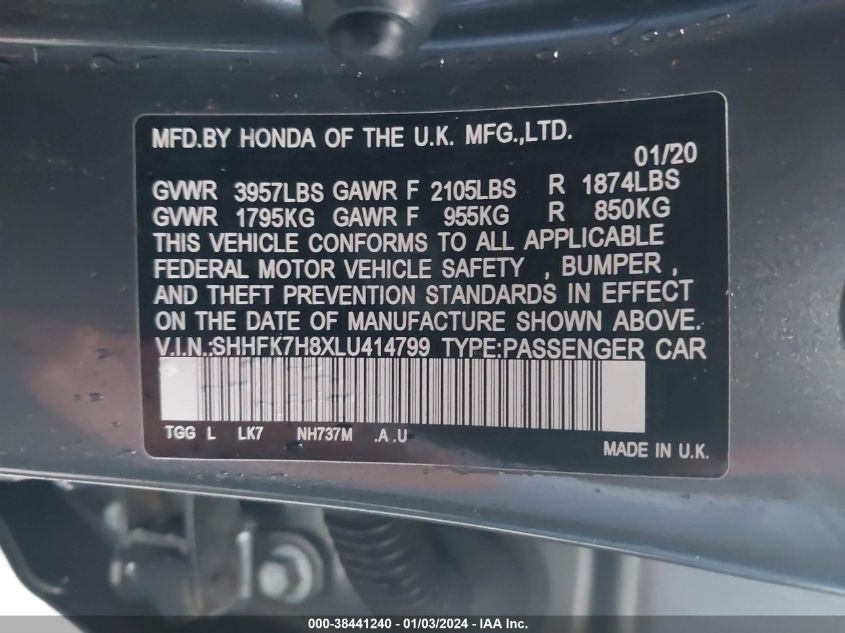 MFD.BY HONDA OF THE U.K. MFG.,LTD.
01/20
GVWR 3957LBS GAWR F 2105LBS R 1874LBS
GVWR 1795KG GAWR F 955KG R 850KG
THIS VEHICLE CONFORMS TO ALL APPLICABLE
FEDERAL MOTOR VEHICLE SAFETY , BUMPER ,
AND THEFT PREVENTION STANDARDS IN EFFECT
ON THE DATE OF MANUFACTURE SHOWN ABOVE.
V.I.N.:SHHFK7H8XLU414799 TYPE:PASSENGER CAR
TGG L LK7 NH737M .A .U
MADE IN U.K.
000-38441240 - 01/03/2024 - IAA Inc.